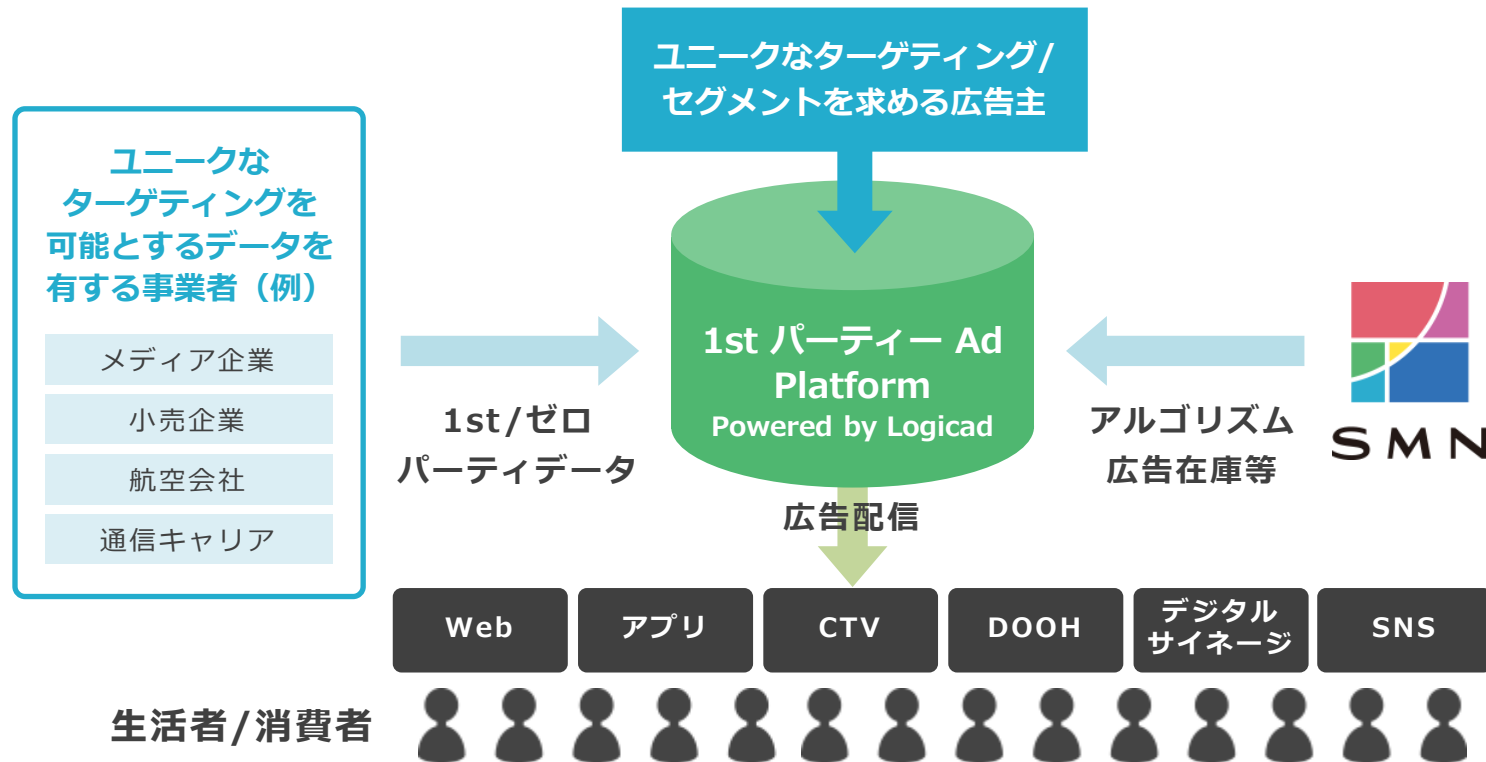 ユニークなターゲティング/
セグメントを求める広告主
ユニークな
ターゲティングを
可能とするデータを
有する事業者（例）
メディア企業
小売企業
航空会社
通信キャリア
1st/ゼロ
パーティデータ
1st パーティー Ad
Platform
Powered by Logicad
アルゴリズム
広告在庫等
SMN
広告配信
Web
アプリ
CTV
DOOH
デジタル
サイネージ
SNS
生活者/消費者